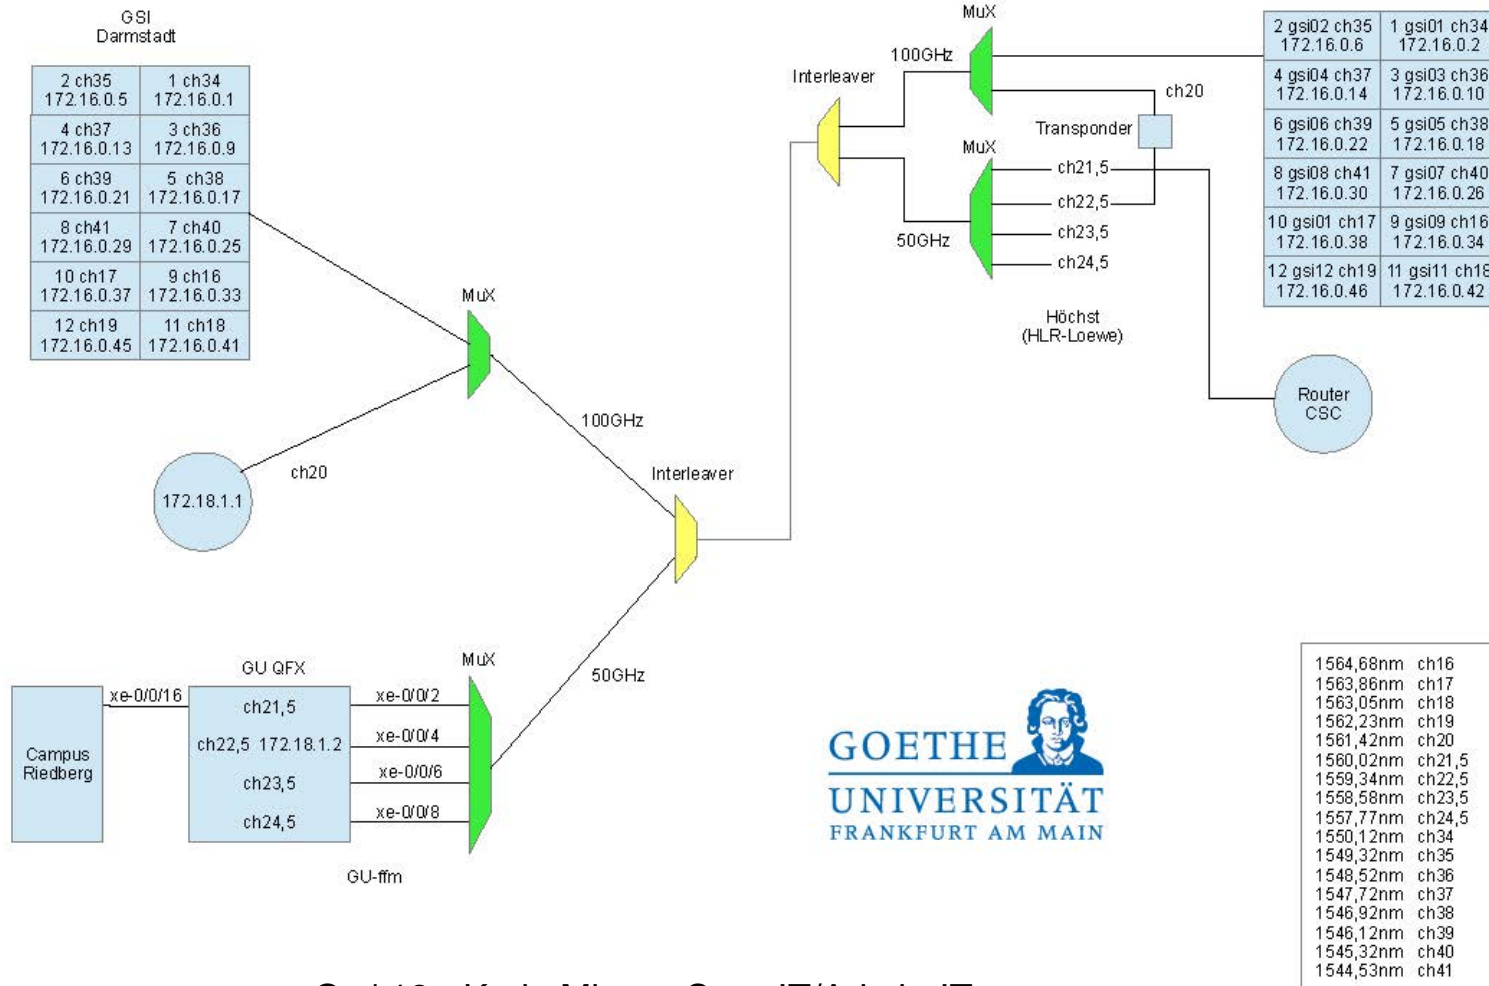 GSI
Darmstadt
2 ch35
172.16.0.5
1 ch34
172.16.0.1
4 ch37
172.16.0.13
3 ch36
172.16.0.9
6 ch39
172.16.0.21
5 ch38
172.16.0.17
8 ch41
172.16.0.29
7 ch40
172.16.0.25
10 ch17
172.16.0.37
9 ch16
172.16.0.33
12 ch19
172.16.0.45
11 ch18
172.16.0.41
MuX
ch20
172.18.1.1
100GHz
Interleaver
50GHz
MuX
GU QFX
xe-0/0/16
Campus
Riedberg
ch21,5
ch22,5 172.18.1.2
ch23,5
ch24,5
xe-0/0/2
xe-0/0/4
xe-0/0/6
xe-0/0/8
GU-ffm
Interleaver
100GHz
50GHz
MuX
ch20
Transponder
MuX
ch21,5
ch22,5
ch23,5
ch24,5
Höchst
(HLR-Loewe)
2 gsi02 ch35
172.16.0.6
1 gsi01 ch34
172.16.0.2
4 gsi04 ch37
172.16.0.14
3 gsi03 ch36
172.16.0.10
6 gsi06 ch39
172.16.0.22
5 gsi05 ch38
172.16.0.18
8 gsi08 ch41
172.16.0.30
7 gsi07 ch40
172.16.0.26
10 gsi01 ch17
172.16.0.38
9 gsi09 ch16
172.16.0.34
12 gsi12 ch19
172.16.0.46
11 gsi11 ch18
172.16.0.42
Router
CSC
GOETHE
UNIVERSITÄT
FRANKFURT AM MAIN
1564,68nm ch16
1563,86nm ch17
1563,05nm ch18
1562,23nm ch19
1561,42nm ch20
1560,02nm ch21,5
1559,34nm ch22,5
1558,58nm ch23,5
1557,77nm ch24,5
1550,12nm ch34
1549,32nm ch35
1548,52nm ch36
1547,72nm ch37
1546,92nm ch38
1546,12nm ch39
1545,32nm ch40
1544,53nm ch41